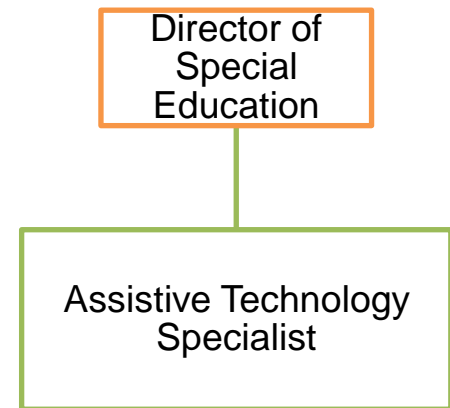 Director of
Special
Education
Assistive Technology
Specialist